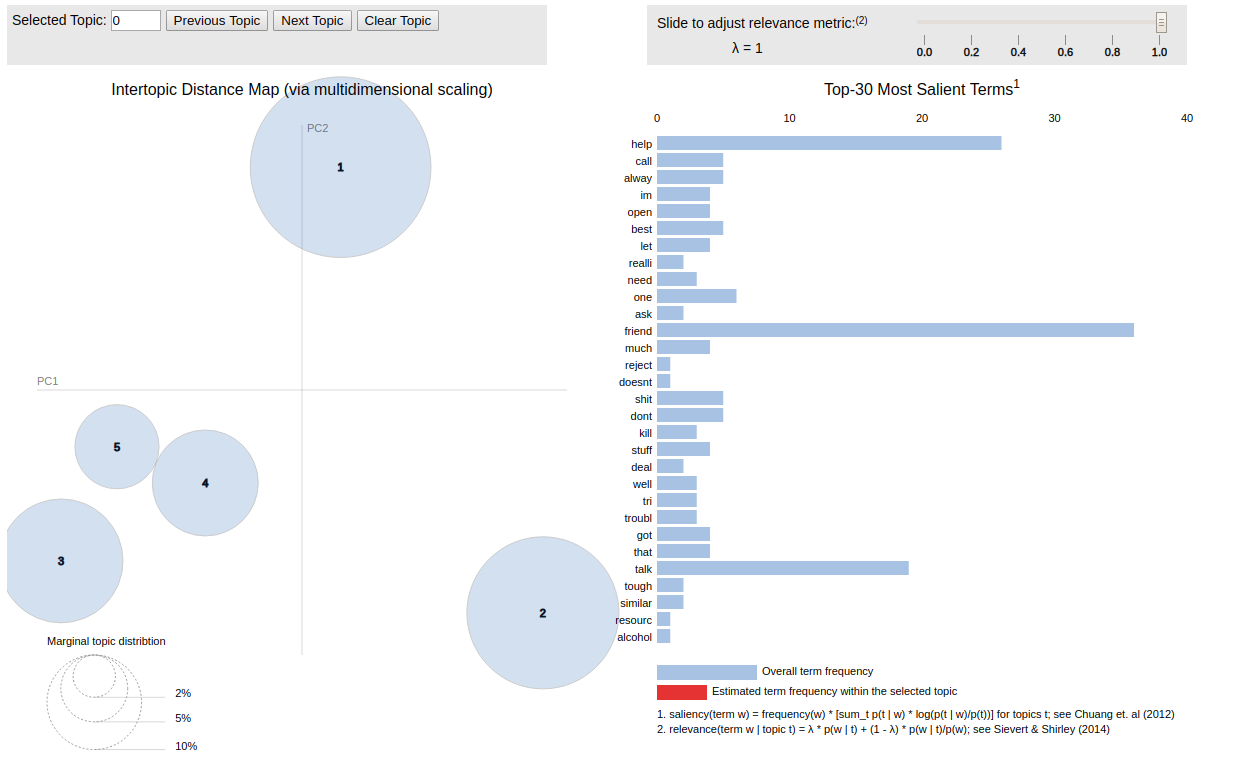 Selected Topic: 0 Previous Topic Next Topic Clear Topic
Slide to adjust relevance metric:(2)
λ = 1
0.0 0.2 0.4 0.6 0.8 1.0
Intertopic Distance Map (via multidimensional scaling)
PC2
1
PC1
5
4
3
2
Marginal topic distribtion
2%
5%
10%
Top-30 Most Salient Terms1
0 10 20 30 40
help
call
alway
im
open
best
let
realli
need
one
ask
friend
much
reject
doesnt
shit
dont
kill
stuff
deal
well
tri
troubl
got
that
talk
tough
similar
resourc
alcohol
Overall term frequency
Estimated term frequency within the selected topic
1. saliency(term w) = frequency(w) * [sum_t p(t | w) * log(p(t | w)/p(t))] for topics t; see Chuang et. al (2012)
2. relevance(term w | topic t) = λ * p(w | t) + (1 - λ) * p(w | t)/p(w); see Sievert & Shirley (2014)